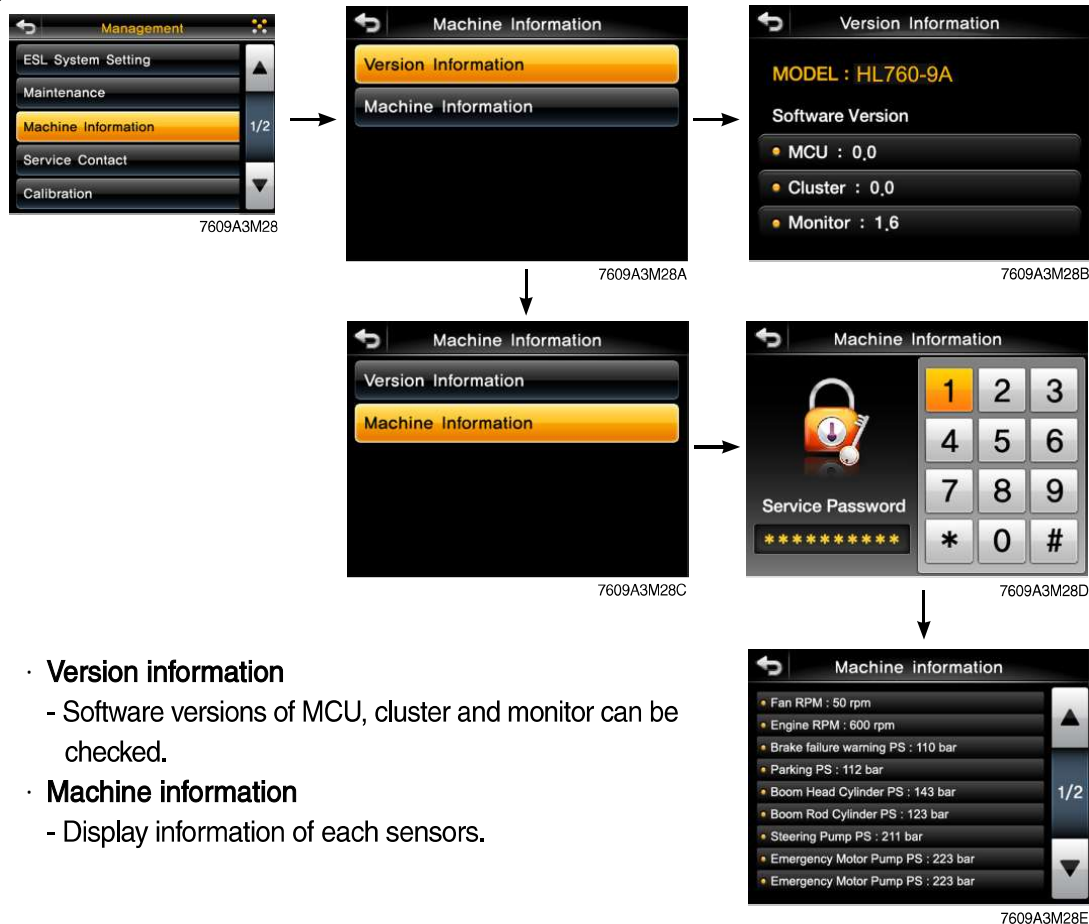 Management
ESL System Setting
Maintenance
Machine Information
1/2
Service Contact
Calibration
7609A3M28
Machine Information
Version Information
Machine Information
7609A3M28A
Version Information
MODEL : HL760-9A
Software Version
MCU : 0.0
Cluster : 0.0
Monitor : 1.6
7609A3M28B
Machine Information
Version Information
Machine Information
7609A3M28C
Machine Information
1 2 3
4 5 6
7 8 9
* 0 #
Service Password
**********
7609A3M28D
· Version information
- Software versions of MCU, cluster and monitor can be
checked.
· Machine information
- Display information of each sensors.
Machine information
Fan RPM : 50 rpm
Engine RPM : 600 rpm
Brake failure warning PS : 110 bar
Parking PS : 112 bar
Boom Head Cylinder PS : 143 bar
1/2
Boom Rod Cylinder PS : 123 bar
Steering Pump PS : 211 bar
Emergency Motor Pump PS : 223 bar
Emergency Motor Pump PS : 223 bar
7609A3M28E